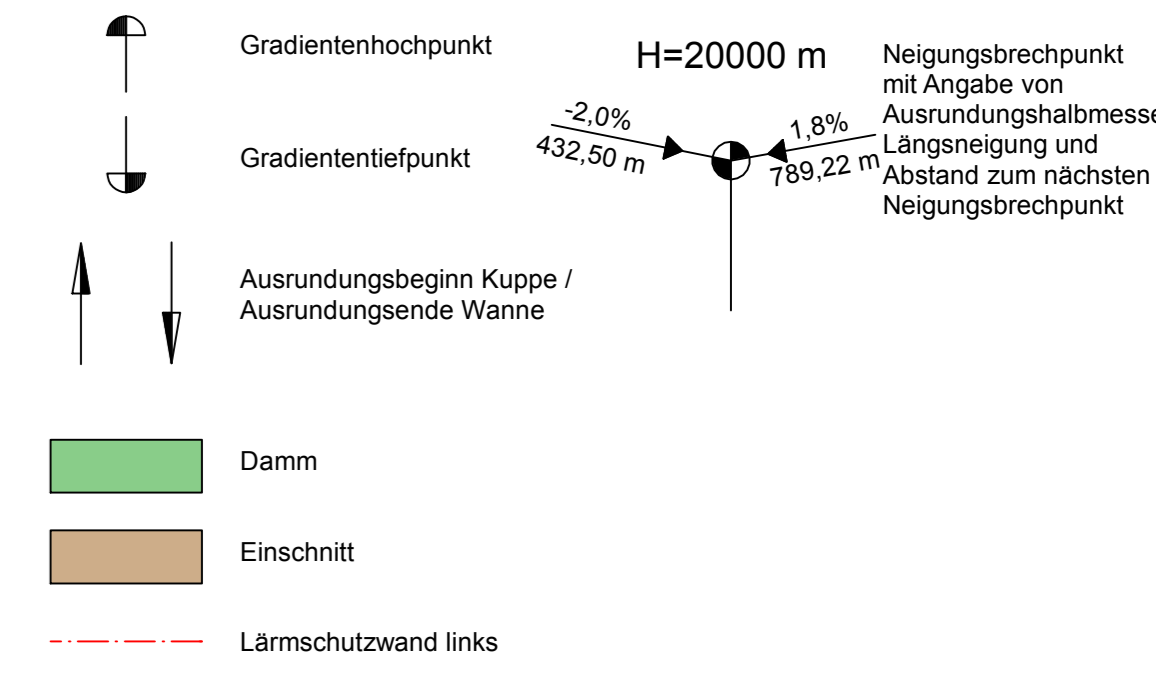 Gradientenhochpunkt
Gradiententiefpunkt
Ausrundungsbeginn Kuppe /
Ausrundungsende Wanne
Damm
Einschnitt
Lärmschutzwand links
H=20000 m
-2,0%
432,50 m
1,8%
789,22 m
Neigungsbrechpunkt
mit Angabe von
Ausrundungshalbmesse
Längsneigung und
Abstand zum nächsten
Neigungsbrechpunkt